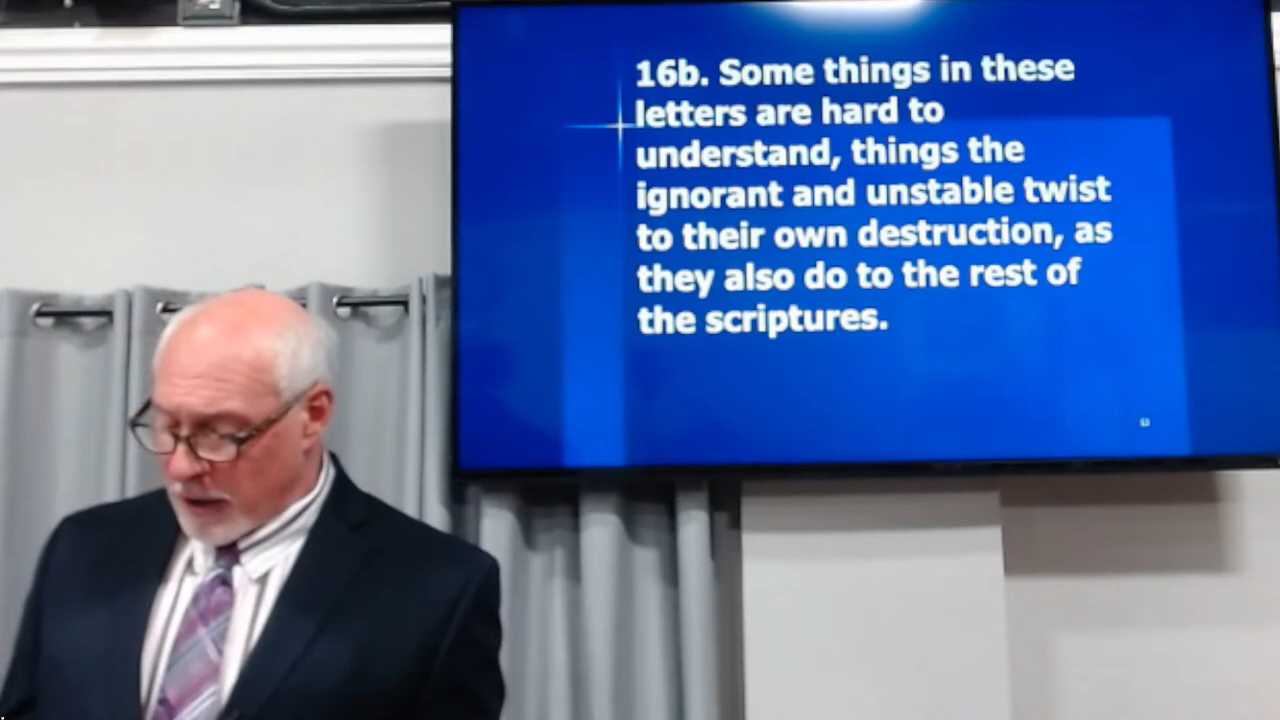 16b. Some things in these
letters are hard to
understand, things the
ignorant and unstable twist
to their own destruction, as
they also do to the rest of
the scriptures.